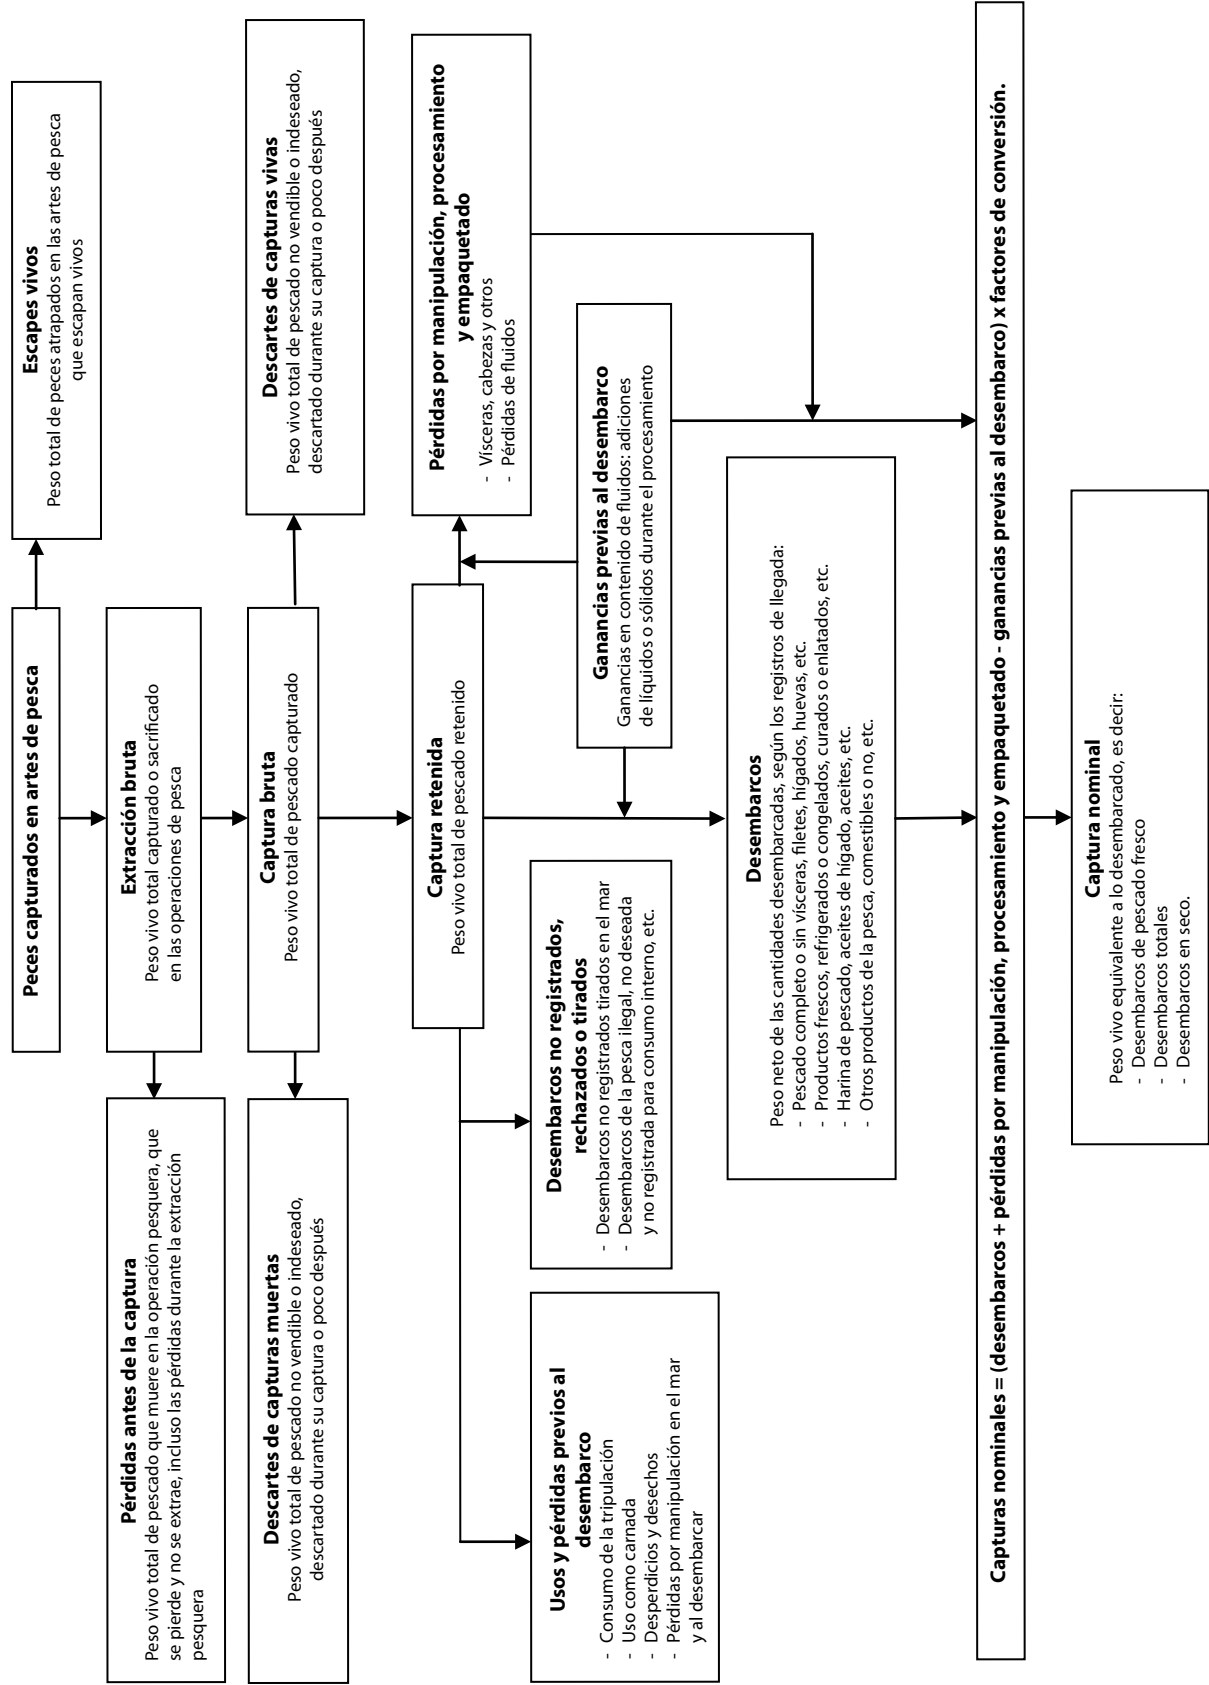 Peces capturados en artes de pesca
Escapes vivos
Peso total de peces atrapados en las artes de pesca
que escapan vivos
Extracción bruta
Peso vivo total capturado o sacrificado
en las operaciones de pesca
Pérdidas antes de la captura
Peso vivo total de pescado que muere en la operación pesquera, que
se pierde y no se extrae, incluso las pérdidas durante la extracción
pesquera
Captura bruta
Peso vivo total de pescado capturado
Descartes de capturas vivas
Peso vivo total de pescado no vendible o indeseado,
descartado durante su captura o poco después
Descartes de capturas muertas
Peso vivo total de pescado no vendible o indeseado,
descartado durante su captura o poco después
Captura retenida
Peso vivo total de pescado retenido
Pérdidas por manipulación, procesamiento
y empaquetado
- Vísceras, cabezas y otros
- Pérdidas de fluidos
Usos y pérdidas previos al
desembarco
- Consumo de la tripulación
- Uso como carnada
- Desperdicios y desechos
- Pérdidas por manipulación en el mar
y al desembarcar
Desembarcos no registrados,
rechazados o tirados
- Desembarcos no registrados tirados en el mar
- Desembarcos de la pesca ilegal, no deseada
y no registrada para consumo interno, etc.
Ganancias previas al desembarco
Ganancias en contenido de fluidos: adiciones
de líquidos o sólidos durante el procesamiento
Desembarcos
Peso neto de las cantidades desembarcadas, según los registros de llegada:
- Pescado completo o sin vísceras, filetes, hígados, huevas, etc.
- Productos frescos, refrigerados o congelados, curados o enlatados, etc.
- Harina de pescado, aceites de hígado, aceites, etc.
- Otros productos de la pesca, comestibles o no, etc.
Capturas nominales = (desembarcos + pérdidas por manipulación, procesamiento y empaquetado - ganancias previas al desembarco) x factores de conversión.
Captura nominal
Peso vivo equivalente a lo desembarcado, es decir:
- Desembarcos de pescado fresco
- Desembarcos totales
- Desembarcos en seco.